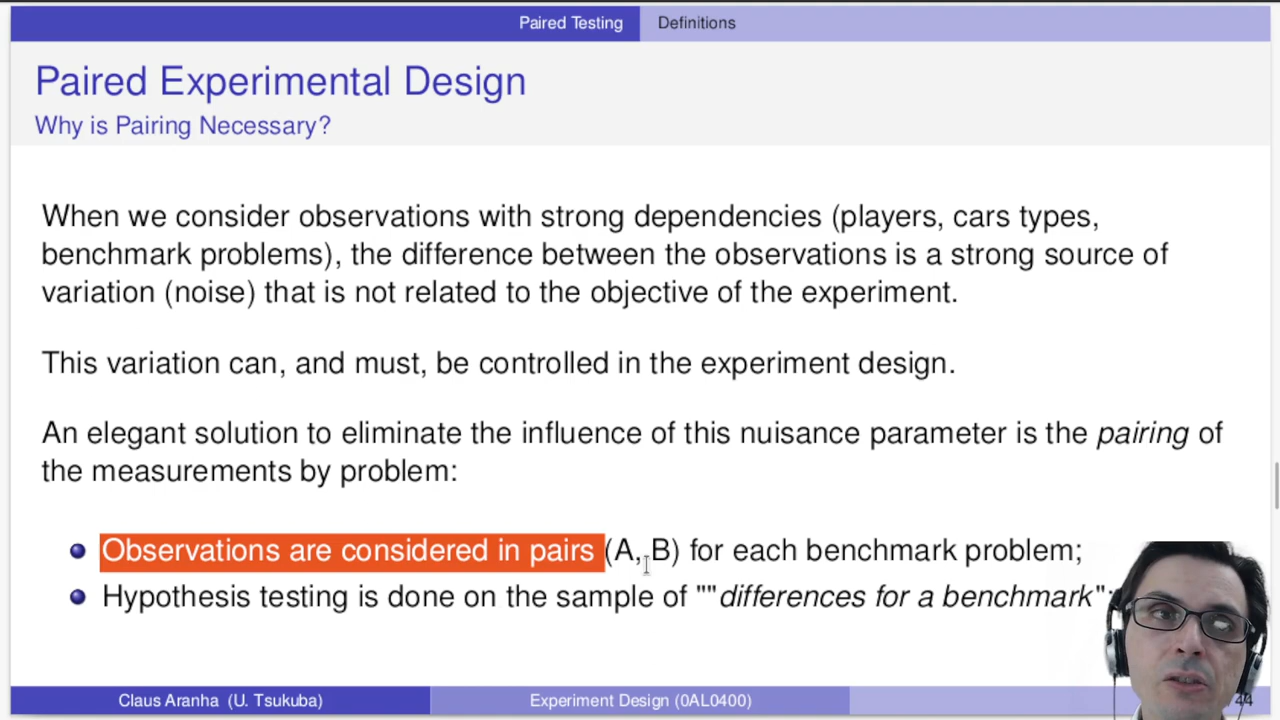 Paired Testing Definitions
Paired Experimental Design
Why is Pairing Necessary?
When we consider observations with strong dependencies (players, cars types,
benchmark problems), the difference between the observations is a strong source of
variation (noise) that is not related to the objective of the experiment.
This variation can, and must, be controlled in the experiment design.
An elegant solution to eliminate the influence of this nuisance parameter is the pairing of
the measurements by problem:
Observations are considered in pairs (A, B) for each benchmark problem;
Hypothesis testing is done on the sample of ""differences for a benchmark";
Claus Aranha (U. Tsukuba) Experiment Design (0AL0400) 44